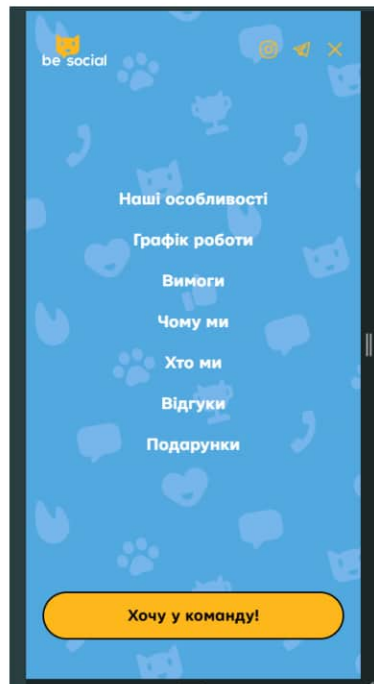 be social
Наші особливості
Графік роботи
Вимоги
Чому ми
Хто ми
Відгуки
Подарунки
Хочу у команду!